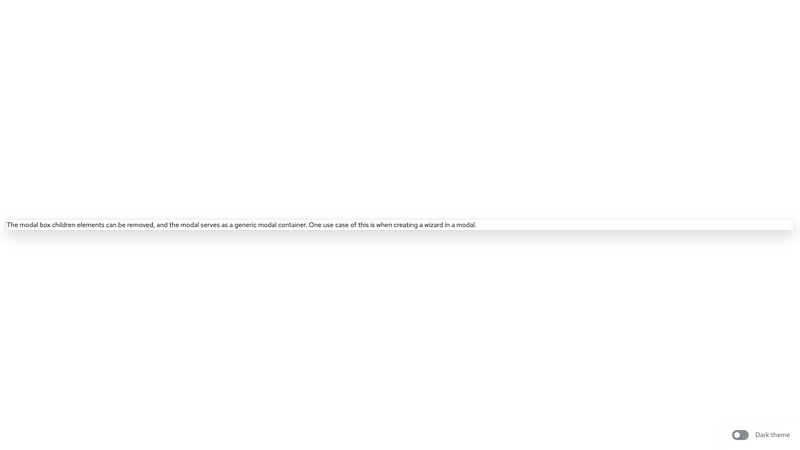 The modal box children elements can be removed, and the modal serves as a generic modal container. One use case of this is when creating a wizard in a modal.
Dark theme